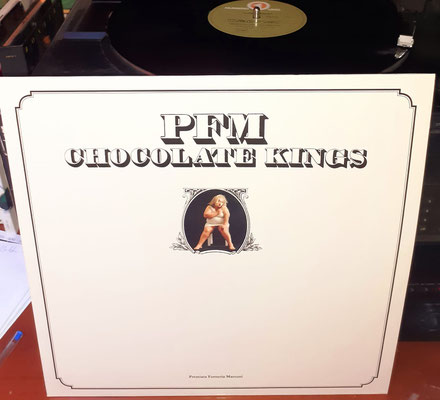 PFM
CHOCOLATE KINGS
Premiata Forneria Marconi